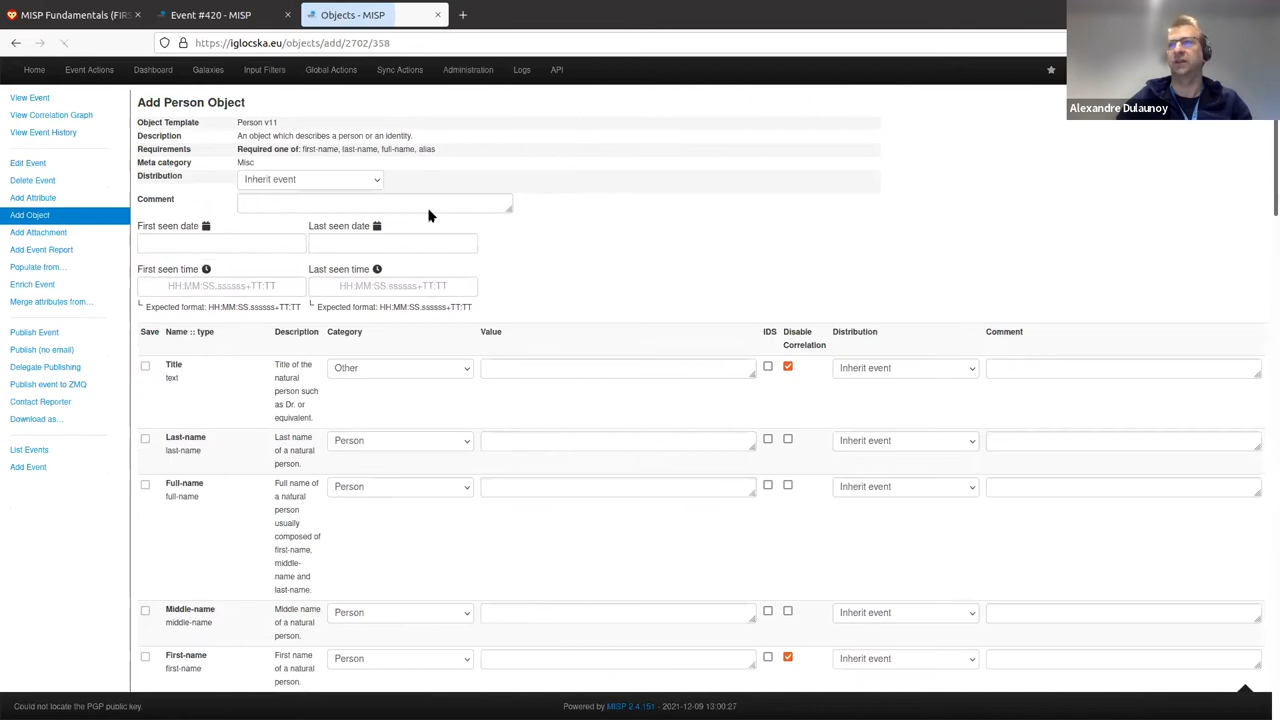 MISP Fundamentals (FIRS
Event #420 - MISP
Objects - MISP
https://iglocska.eu/objects/add/2702/358
Home Event Actions Dashboard Galaxies Input Filters Global Actions Sync Actions Administration Logs API
View Event
View Correlation Graph
View Event History
Edit Event
Delete Event
Add Attribute
Add Object
Add Attachment
Add Event Report
Populate from...
Enrich Event
Merge attributes from...
Publish Event
Publish (no email)
Delegate Publishing
Publish event to ZMQ
Contact Reporter
Download as...
List Events
Add Event
Add Person Object
Object Template Person v11
Description An object which describes a person or an identity.
Requirements Required one of: first-name, last-name, full-name, alias
Meta category Misc
Distribution Inherit event
Comment
First seen date Last seen date
First seen time Last seen time
HH:MM:SS.ssssss+TT:TT HH:MM:SS.ssssss+TT:TT
Expected format: HH:MM:SS.ssssss+TT:TT Expected format: HH:MM:SS.ssssss+TT:TT
Save Name :: type Description Category Value IDS Disable Correlation Distribution Comment
Title
text
Title of the
natural
person such
as Dr. or
equivalent.
Other
Inherit event
Last-name
last-name
Last name
of a natural
person.
Person
Inherit event
Full-name
full-name
Full name of
a natural
person
usually
composed of
first-name,
middle-
name and
last-name.
Person
Inherit event
Middle-name
middle-name
Middle name
of a natural
person.
Person
Inherit event
First-name
first-name
First name
of a natural
person.
Person
Inherit event
Could not locate the PGP public key.
Powered by MISP 2.4.151 - 2021-12-09 13:00:27
Alexandre Dulaunoy